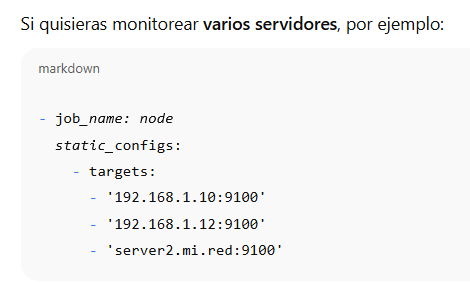 Si quisieras monitorear varios servidores, por ejemplo:
markdown
- job_name: node
static_configs:
- targets:
- '192.168.1.10:9100'
- '192.168.1.12:9100'
- 'server2.mi.red:9100'